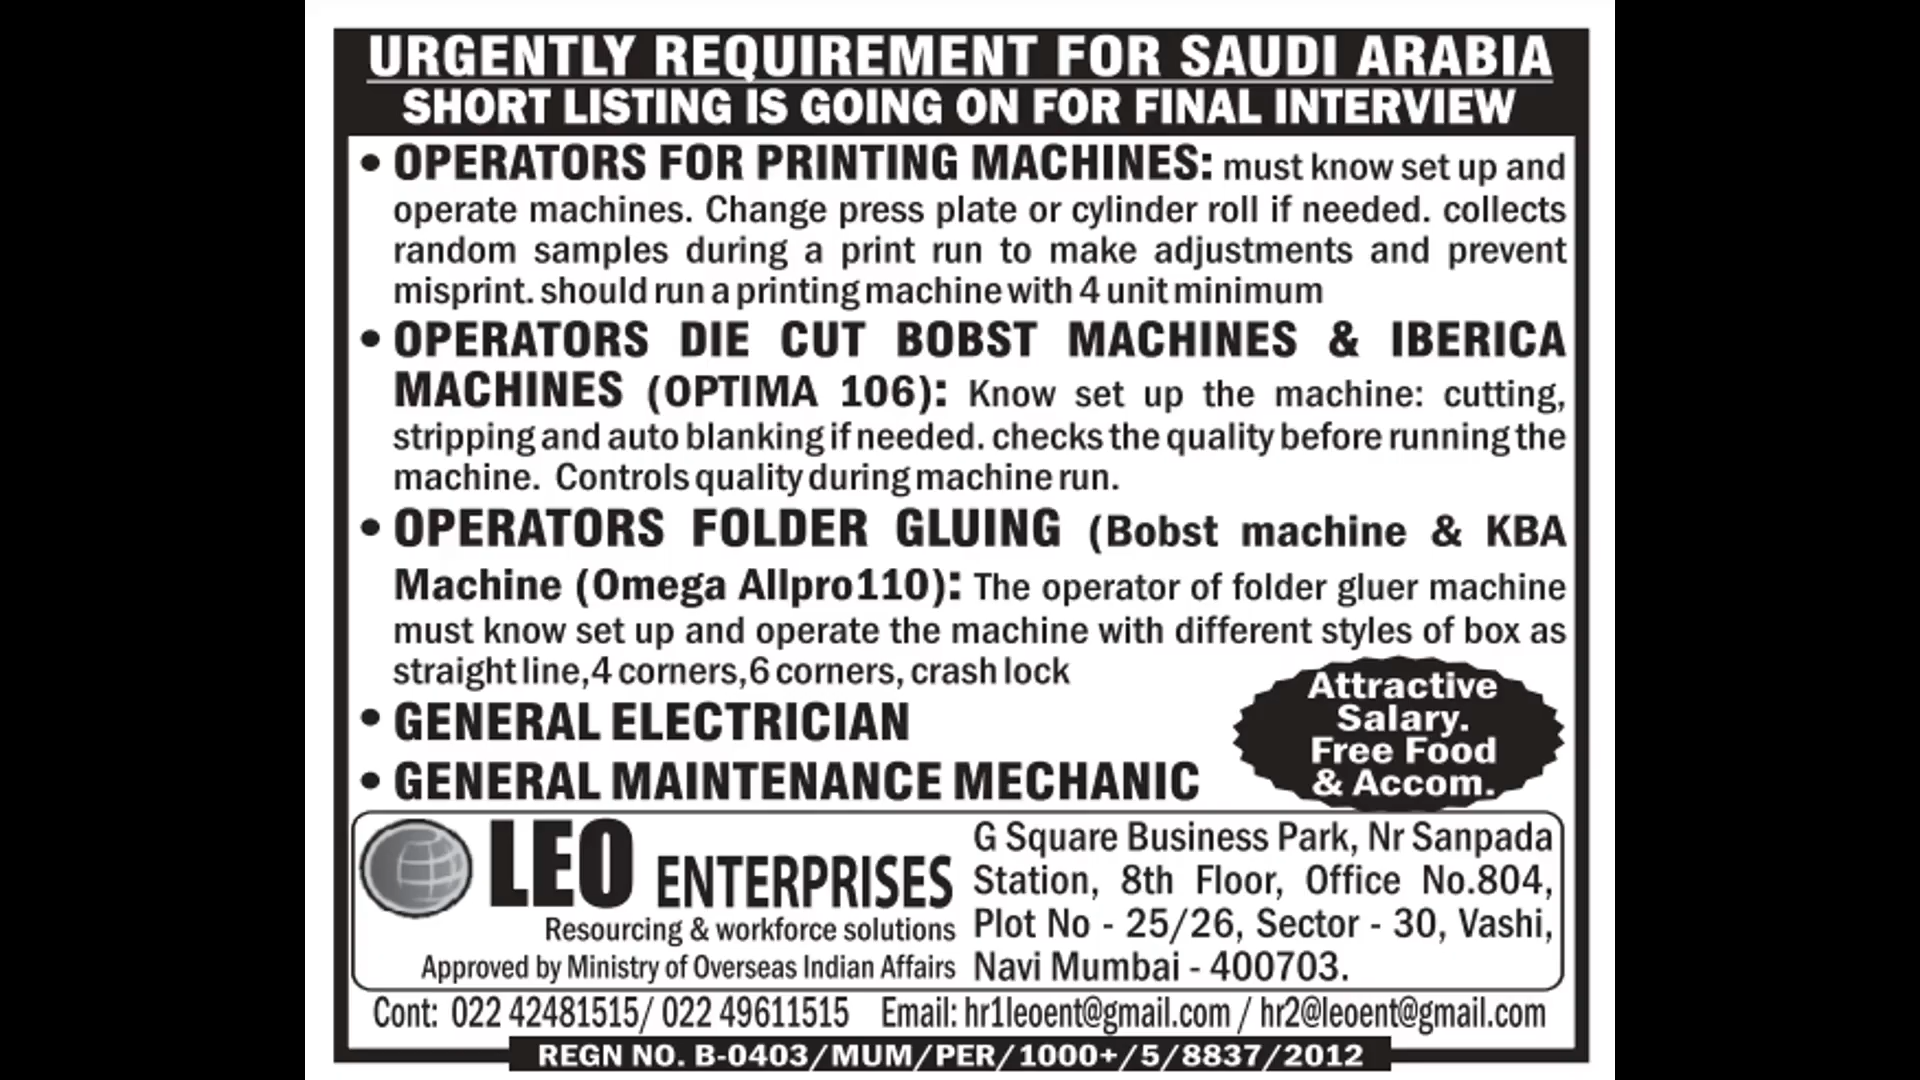 URGENTLY REQUIREMENT FOR SAUDI ARABIA
SHORT LISTING IS GOING ON FOR FINAL INTERVIEW
• OPERATORS FOR PRINTING MACHINES: must know set up and
operate machines. Change press plate or cylinder roll if needed. collects
random samples during a print run to make adjustments and prevent
misprint. should run a printing machine with 4 unit minimum
• OPERATORS DIE CUT BOBST MACHINES & IBERICA
MACHINES (OPTIMA 106): Know set up the machine: cutting,
stripping and auto blanking if needed. checks the quality before running the
machine. Controls quality during machine run.
• OPERATORS FOLDER GLUING (Bobst machine & KBA
Machine (Omega Allpro110): The operator of folder gluer machine
must know set up and operate the machine with different styles of box as
straight line,4 corners,6 corners, crash lock
• GENERAL ELECTRICIAN
• GENERAL MAINTENANCE MECHANIC
Attractive
Salary.
Free Food
& Accom.
LEO ENTERPRISES
Resourcing & workforce solutions
Approved by Ministry of Overseas Indian Affairs
G Square Business Park, Nr Sanpada
Station, 8th Floor, Office No.804,
Plot No - 25/26, Sector - 30, Vashi,
Navi Mumbai - 400703.
Cont: 022 42481515/ 022 49611515 Email: hr1leoent@gmail.com / hr2@leoent@gmail.com
REGN NO. B-0403/MUM/PER/1000+/5/8837/2012